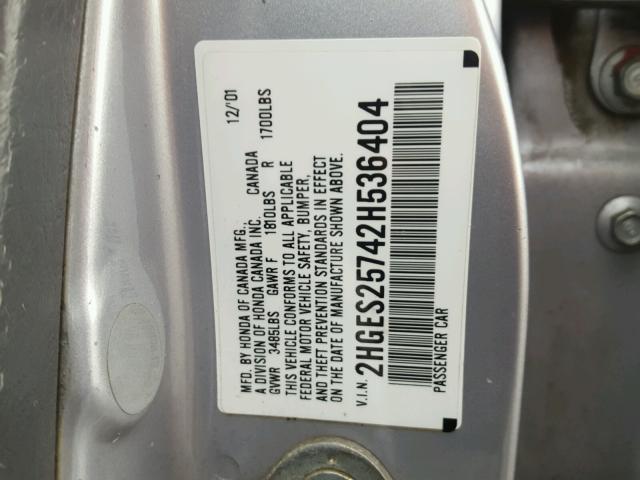 MFD. BY HONDA OF CANADA MFG., 12/'01
A DIVISION OF HONDA CANADA INC. CANADA
GVWR 3485LBS GAWR F 1810LBS R 1700LBS
THIS VEHICLE CONFORMS TO ALL APPLICABLE
FEDERAL MOTOR VEHICLE SAFETY, BUMPER,
AND THEFT PREVENTION STANDARDS IN EFFECT
ON THE DATE OF MANUFACTURE SHOWN ABOVE.
V.I.N. 2HGES25742H536404
PASSENGER CAR